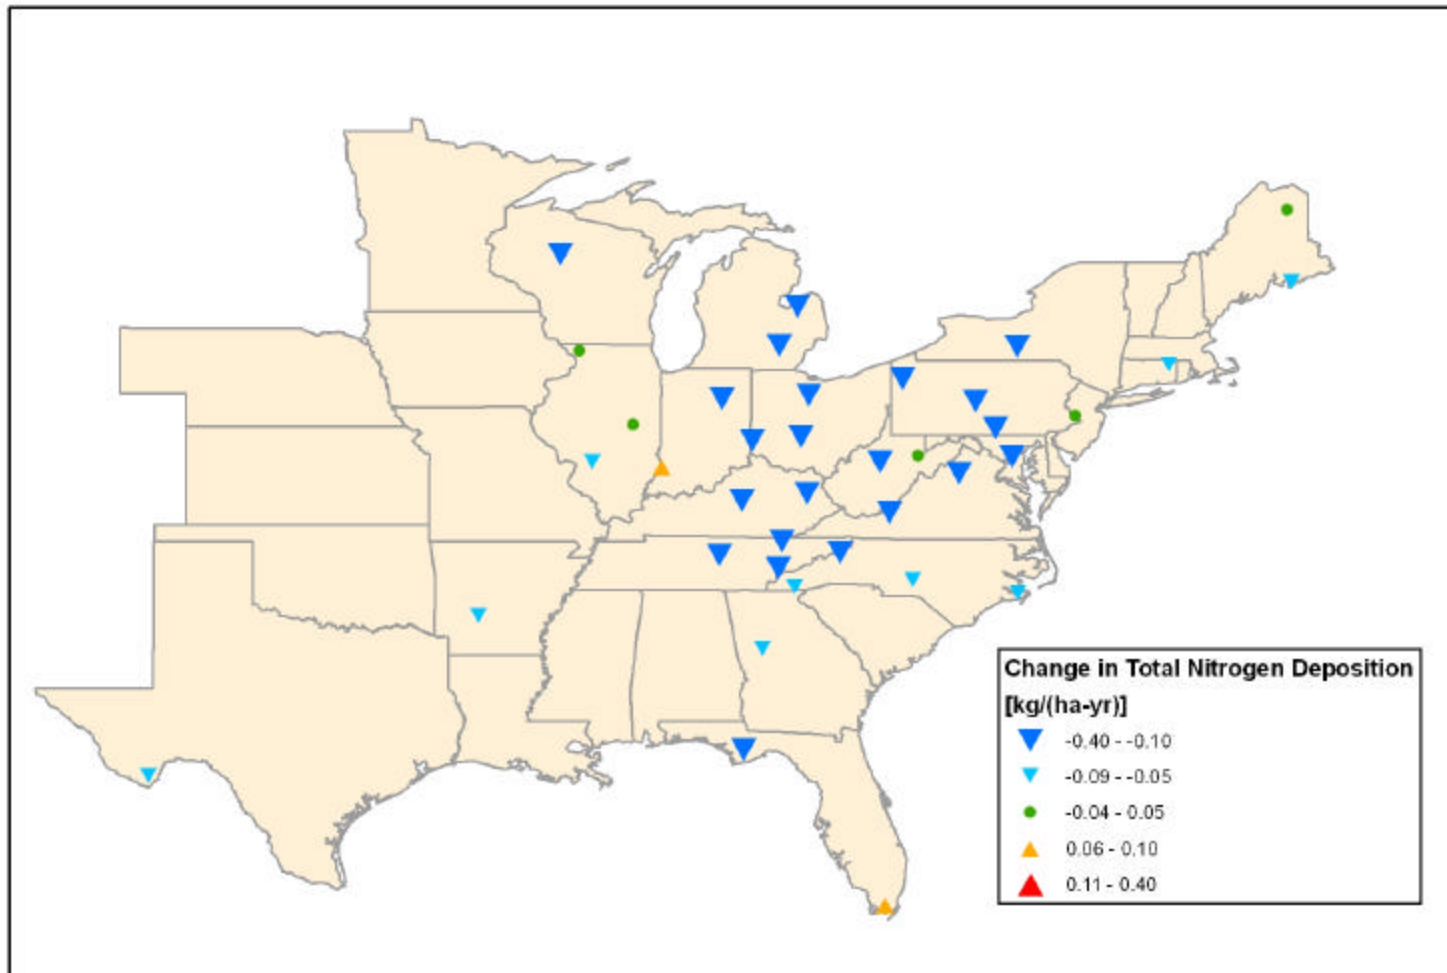 Change in Total Nitrogen Deposition
[kg/(ha-yr)]
-0.40 - -0.10
-0.09 - -0.05
-0.04 - 0.05
0.06 - 0.10
0.11 - 0.40